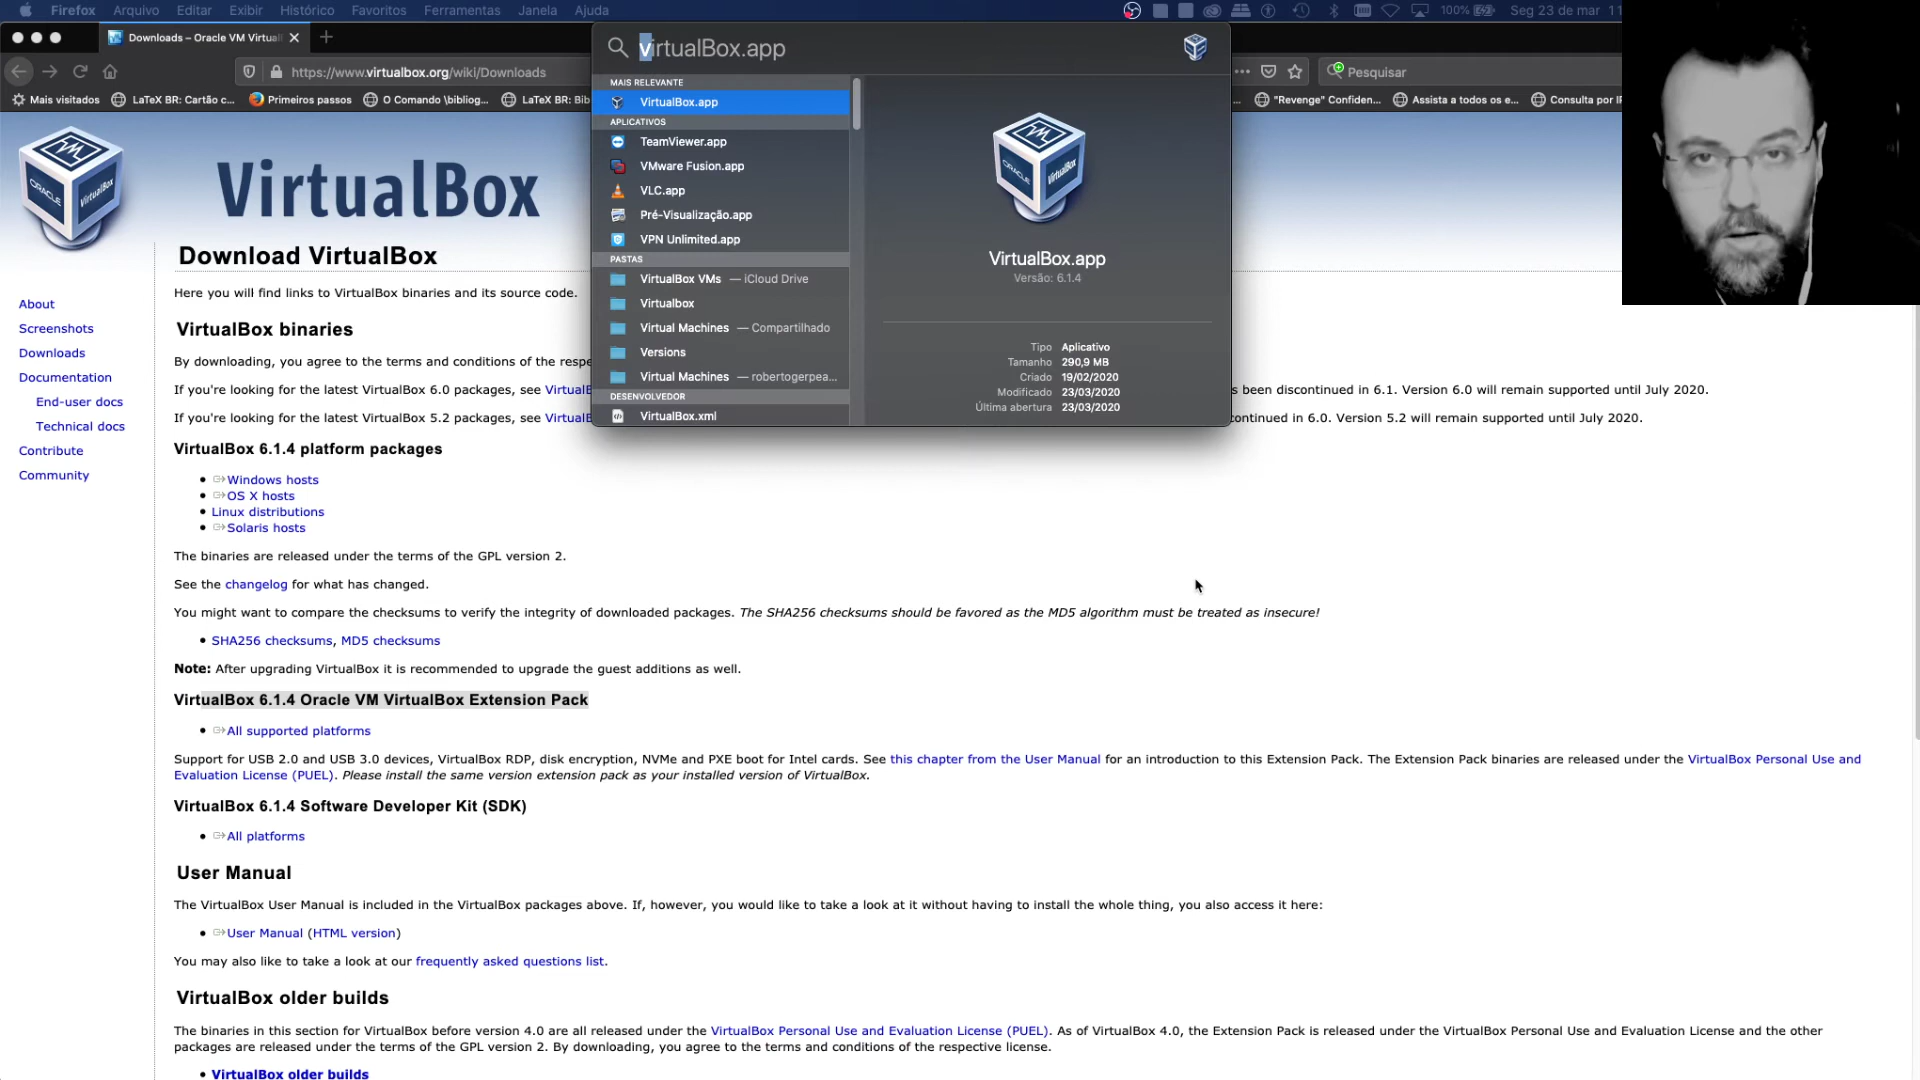 Firefox Arquivo Editar Exibir Histórico Favoritos Ferramentas Janela Ajuda
100% Seg 23 de mar 11
Downloads – Oracle VM Virtual
https://www.virtualbox.org/wiki/Downloads
Pesquisar
Mais visitados LaTeX BR: Cartão c... Primeiros passos O Comando \bibliog... LaTeX BR: Bib
... "Revenge" Confiden... Assista a todos os e... Consulta por IP
VirtualBox.app
MAIS RELEVANTE
VirtualBox.app
APLICATIVOS
TeamViewer.app
VMware Fusion.app
VLC.app
Pré-Visualização.app
VPN Unlimited.app
PASTAS
VirtualBox VMs — iCloud Drive
Virtualbox
Virtual Machines — Compartilhado
Versions
Virtual Machines — robertogerpea...
DESENVOLVEDOR
VirtualBox.xml
ORACLE
VirtualBox
VirtualBox.app
Versão: 6.1.4
Tipo Aplicativo
Tamanho 290,9 MB
Criado 19/02/2020
Modificado 23/03/2020
Última abertura 23/03/2020
ORACLE
VirtualBox
VirtualBox
About
Screenshots
Downloads
Documentation
End-user docs
Technical docs
Contribute
Community
Download VirtualBox
Here you will find links to VirtualBox binaries and its source code.
VirtualBox binaries
By downloading, you agree to the terms and conditions of the respe
If you're looking for the latest VirtualBox 6.0 packages, see VirtualB s been discontinued in 6.1. Version 6.0 will remain supported until July 2020.
If you're looking for the latest VirtualBox 5.2 packages, see VirtualB continued in 6.0. Version 5.2 will remain supported until July 2020.
VirtualBox 6.1.4 platform packages
• Windows hosts
• OS X hosts
• Linux distributions
• Solaris hosts
The binaries are released under the terms of the GPL version 2.
See the changelog for what has changed.
You might want to compare the checksums to verify the integrity of downloaded packages. The SHA256 checksums should be favored as the MD5 algorithm must be treated as insecure!
• SHA256 checksums, MD5 checksums
Note: After upgrading VirtualBox it is recommended to upgrade the guest additions as well.
VirtualBox 6.1.4 Oracle VM VirtualBox Extension Pack
• All supported platforms
Support for USB 2.0 and USB 3.0 devices, VirtualBox RDP, disk encryption, NVMe and PXE boot for Intel cards. See this chapter from the User Manual for an introduction to this Extension Pack. The Extension Pack binaries are released under the VirtualBox Personal Use and
Evaluation License (PUEL). Please install the same version extension pack as your installed version of VirtualBox.
VirtualBox 6.1.4 Software Developer Kit (SDK)
• All platforms
User Manual
The VirtualBox User Manual is included in the VirtualBox packages above. If, however, you would like to take a look at it without having to install the whole thing, you also access it here:
• User Manual (HTML version)
You may also like to take a look at our frequently asked questions list.
VirtualBox older builds
The binaries in this section for VirtualBox before version 4.0 are all released under the VirtualBox Personal Use and Evaluation License (PUEL). As of VirtualBox 4.0, the Extension Pack is released under the VirtualBox Personal Use and Evaluation License and the other
packages are released under the terms of the GPL version 2. By downloading, you agree to the terms and conditions of the respective license.
• VirtualBox older builds